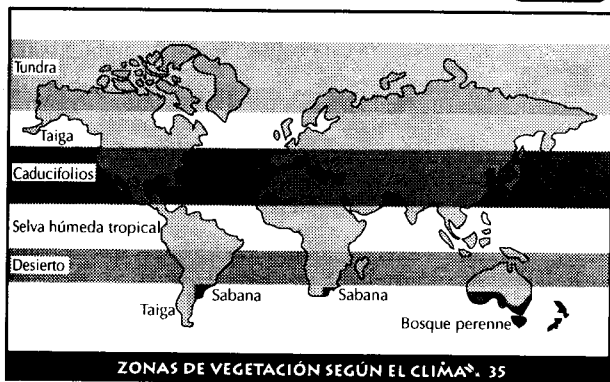 Tundra
Taiga
Caducifolios
Selva húmeda tropical
Desierto
Taiga
Sabana
Sabana
Bosque perenne
ZONAS DE VEGETACIÓN SEGÚN EL CLIMA. 35